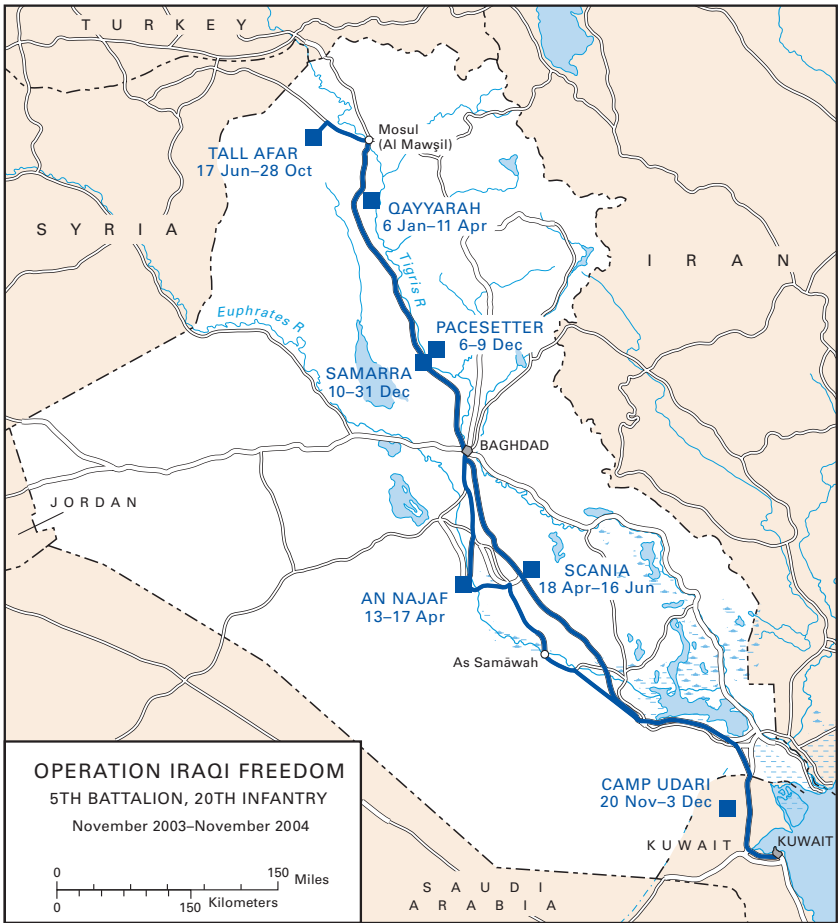 TURKEY
Mosul
(Al Mawṣil)
TALL AFAR
17 Jun–28 Oct
QAYYARAH
6 Jan–11 Apr
SYRIA
IRAN
Tigris R
Euphrates R
PACESETTER
6–9 Dec
SAMARRA
10–31 Dec
BAGHDAD
JORDAN
SCANIA
18 Apr–16 Jun
AN NAJAF
13–17 Apr
As Samāwah
OPERATION IRAQI FREEDOM
5TH BATTALION, 20TH INFANTRY
November 2003–November 2004
0 150 Miles
0 150 Kilometers
CAMP UDARI
20 Nov–3 Dec
KUWAIT
KUWAIT
SAUDI
ARABIA